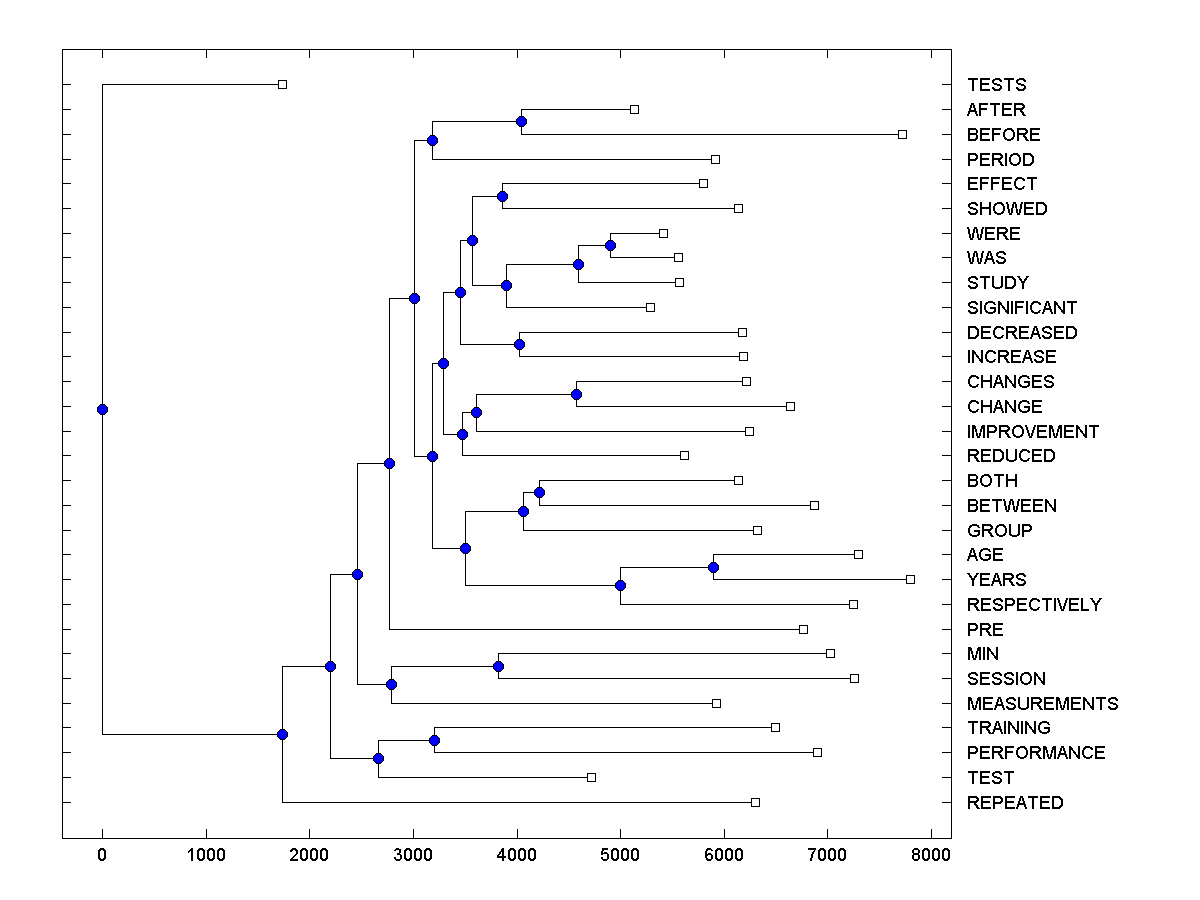 TESTS
AFTER
BEFORE
PERIOD
EFFECT
SHOWED
WERE
WAS
STUDY
SIGNIFICANT
DECREASED
INCREASE
CHANGES
CHANGE
IMPROVEMENT
REDUCED
BOTH
BETWEEN
GROUP
AGE
YEARS
RESPECTIVELY
PRE
MIN
SESSION
MEASUREMENTS
TRAINING
PERFORMANCE
TEST
REPEATED
0 1000 2000 3000 4000 5000 6000 7000 8000